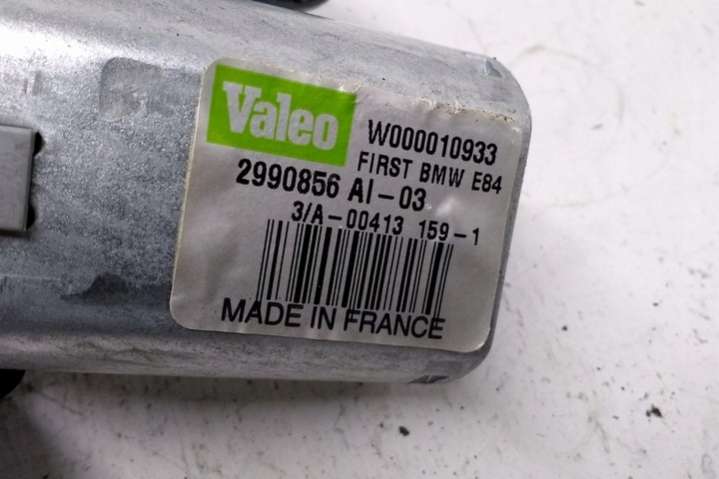 Valeo
W000010933
FIRST BMW E84
2990856 AI-03
3/A-00413 159-1
MADE IN FRANCE